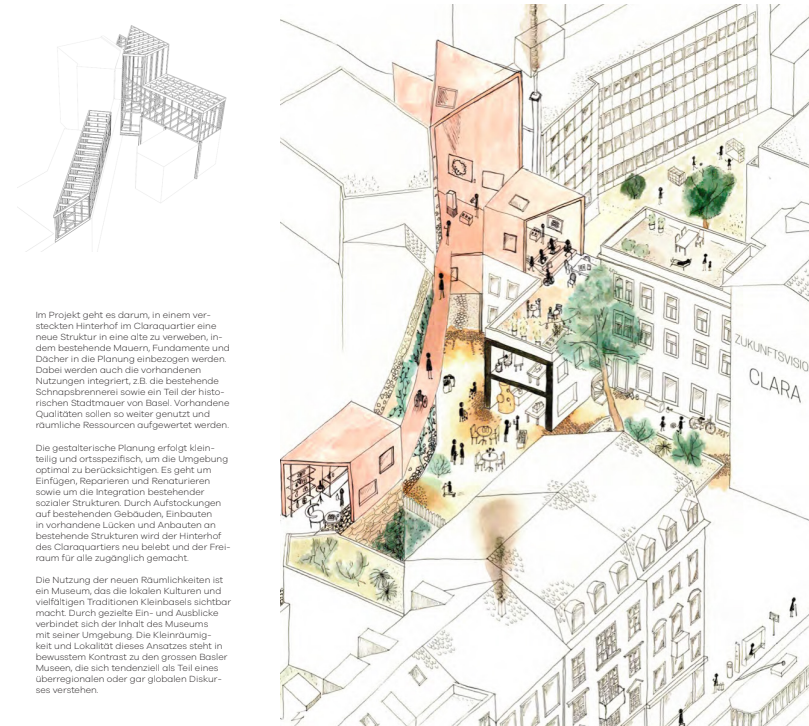 Im Projekt geht es darum, in einem ver-
steckten Hinterhof im Claraquartier eine
neue Struktur in eine alte zu verweben, in-
dem bestehende Mauern, Fundamente und
Dächer in die Planung einbezogen werden.
Dabei werden auch die vorhandenen
Nutzungen integriert, z.B. die bestehende
Schnapsbrennerei sowie ein Teil der histo-
rischen Stadtmauer von Basel. Vorhandene
Qualitäten sollen so weiter genutzt und
räumliche Ressourcen aufgewertet werden.
Die gestalterische Planung erfolgt klein-
teilig und ortsspezifisch, um die Umgebung
optimal zu berücksichtigen. Es geht um
Einfügen, Reparieren und Renaturieren
sowie um die Integration bestehender
sozialer Strukturen. Durch Aufstockungen
auf bestehenden Gebäuden, Einbauten
in vorhandene Lücken und Anbauten an
bestehende Strukturen wird der Hinterhof
des Claraquartiers neu belebt und der Frei-
raum für alle zugänglich gemacht.
Die Nutzung der neuen Räumlichkeiten ist
ein Museum, das die lokalen Kulturen und
vielfältigen Traditionen Kleinbasels sichtbar
macht. Durch gezielte Ein- und Ausblicke
verbindet sich der Inhalt des Museums
mit seiner Umgebung. Die Kleinräumig-
keit und Lokalität dieses Ansatzes steht in
bewusstem Kontrast zu den grossen Basler
Museen, die sich tendenziell als Teil eines
überregionalen oder gar globalen Diskur-
ses verstehen.
ZUKUNFTSVISIO
CLARA